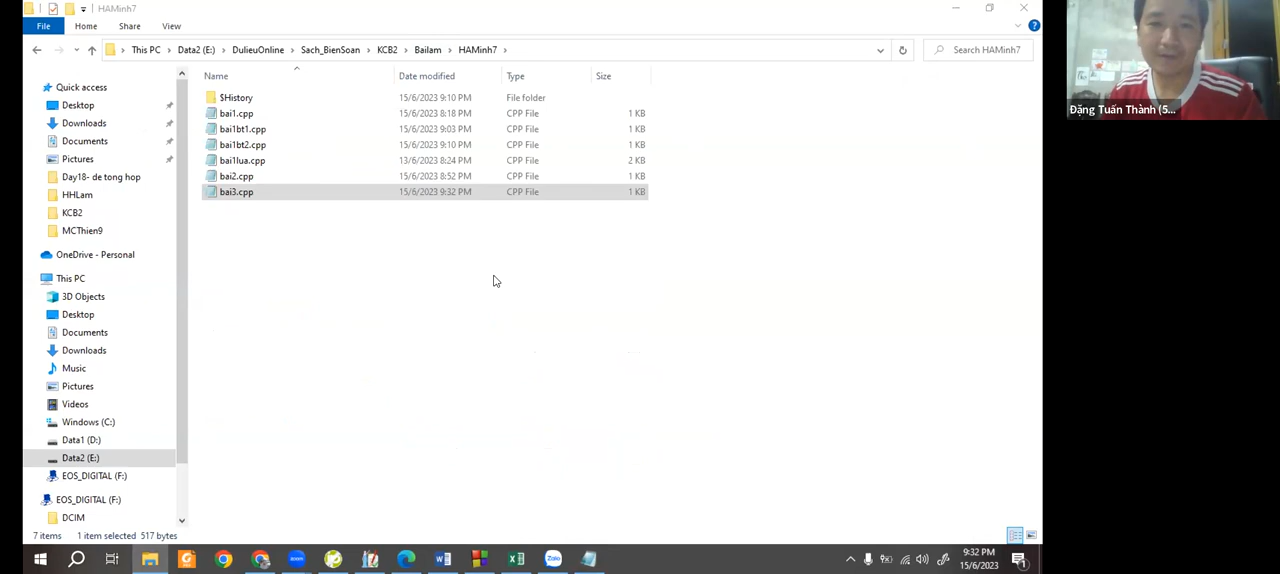 HAMinh7
File Home Share View
This PC Data2 (E:) DulieuOnline Sach_BienSoan KCB2 Bailam HAMinh7 Search HAMinh7
Name Date modified Type Size
$History 15/6/2023 9:10 PM File folder
bai1.cpp 15/6/2023 8:18 PM CPP File 1 KB
bai1bt1.cpp 15/6/2023 9:03 PM CPP File 1 KB
bai1bt2.cpp 15/6/2023 9:10 PM CPP File 1 KB
bai1lua.cpp 13/6/2023 8:24 PM CPP File 2 KB
bai2.cpp 15/6/2023 8:52 PM CPP File 1 KB
bai3.cpp 15/6/2023 9:32 PM CPP File 1 KB
Quick access
Desktop
Downloads
Documents
Pictures
Day18- de tong hop
HHLam
KCB2
MCThien9
OneDrive - Personal
This PC
3D Objects
Desktop
Documents
Downloads
Music
Pictures
Videos
Windows (C:)
Data1 (D:)
Data2 (E:)
EOS_DIGITAL (F:)
EOS_DIGITAL (F:)
DCIM
7 items 1 item selected 517 bytes
Đặng Tuấn Thành (5...
zoom
Zalo
9:32 PM
15/6/2023
1